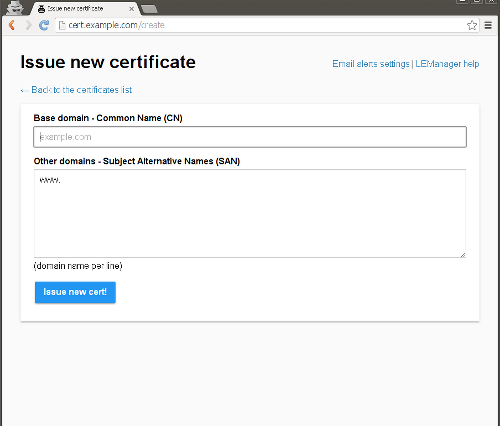 Issue new certificate
cert.example.com/create
Issue new certificate
Email alerts settings | LEManager help
← Back to the certificates list
Base domain - Common Name (CN)
example.com
Other domains - Subject Alternative Names (SAN)
www.
(domain name per line)
Issue new cert!